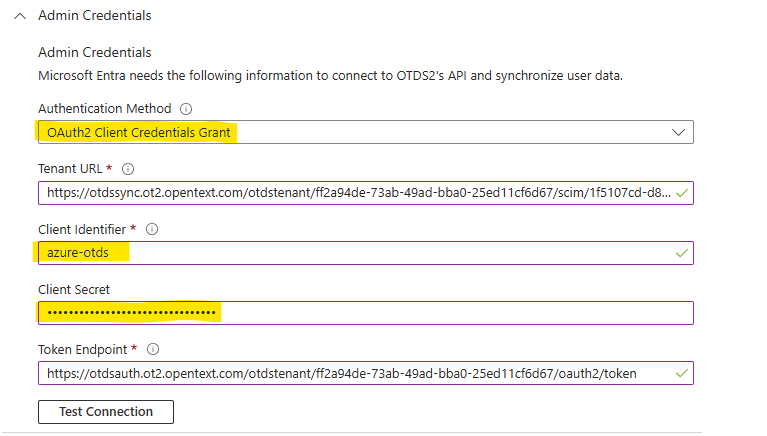 Admin Credentials
Admin Credentials
Microsoft Entra needs the following information to connect to OTDS2's API and synchronize user data.
Authentication Method
OAuth2 Client Credentials Grant
Tenant URL *
https://otdssync.ot2.opentext.com/otdstenant/ff2a94de-73ab-49ad-bba0-25ed11cf6d67/scim/1f5107cd-d8...
Client Identifier *
azure-otds
Client Secret
••••••••••••••••••••••••••••••••
Token Endpoint *
https://otdsauth.ot2.opentext.com/otdstenant/ff2a94de-73ab-49ad-bba0-25ed11cf6d67/oauth2/token
Test Connection